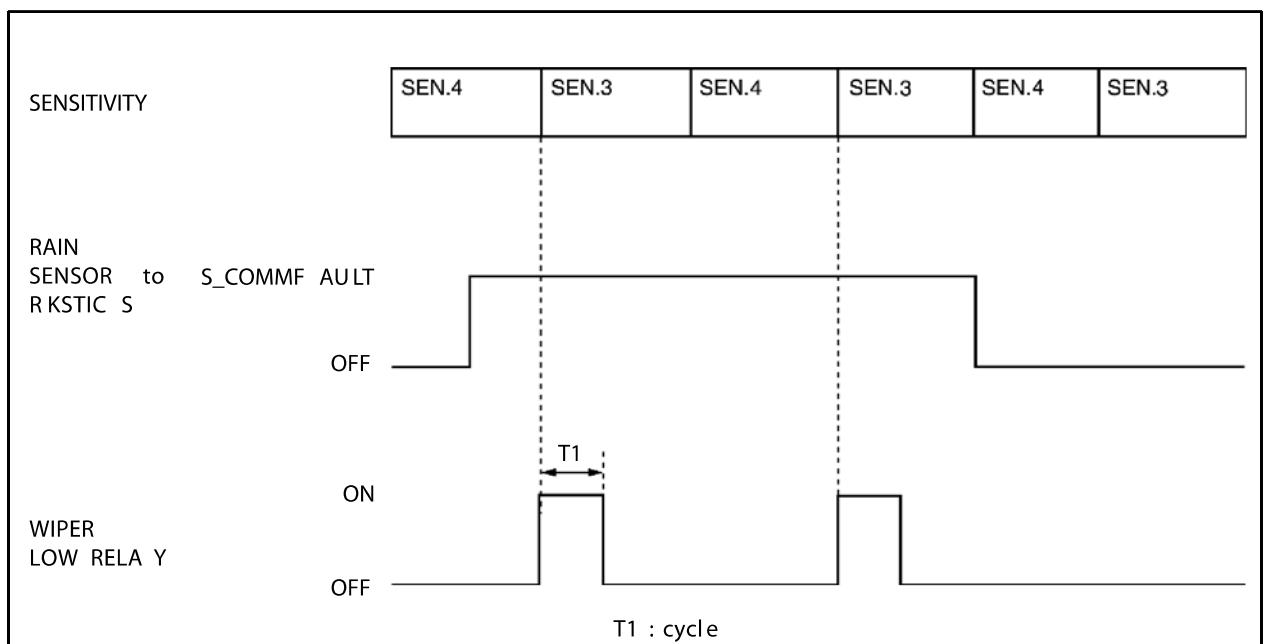 SENSITIVITY
SEN.4 SEN.3 SEN.4 SEN.3 SEN.4 SEN.3
RAIN
SENSOR to S_COMMF AULT
R KSTIC S
OFF
T1
ON
WIPER
LOW RELA Y
OFF
T1 : cycle